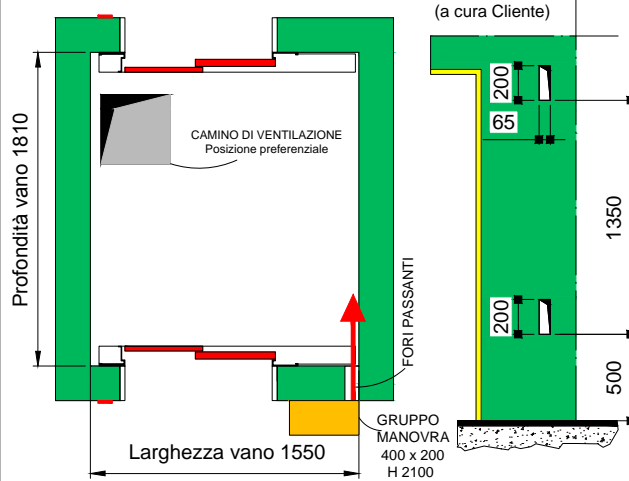 (a cura Cliente)
200
65
CAMINO DI VENTILAZIONE
Posizione preferenziale
Profondità vano 1810
1350
FORI PASSANTI
200
500
GRUPPO
MANOVRA
400 x 200
H 2100
Larghezza vano 1550